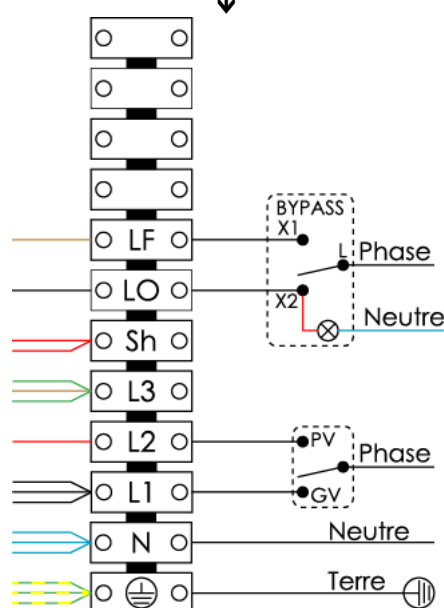 BYPASS
X1
LF
L Phase
LO
X2
Neutre
Sh
L3
L2
PV
Phase
L1
GV
N
Neutre
Terre